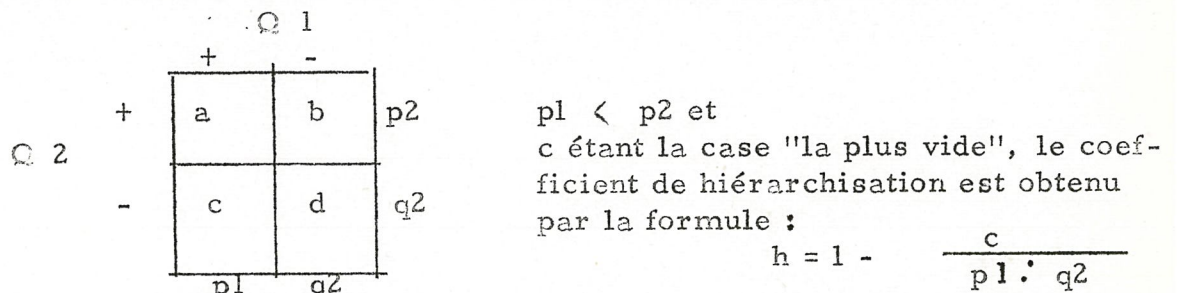 Q 1
+ -
+ a b p2
Q 2
- c d q2
p1 q2
p1 < p2 et
c étant la case "la plus vide", le coef-
ficient de hiérarchisation est obtenu
par la formule :
h = 1 - c
p1 . q2